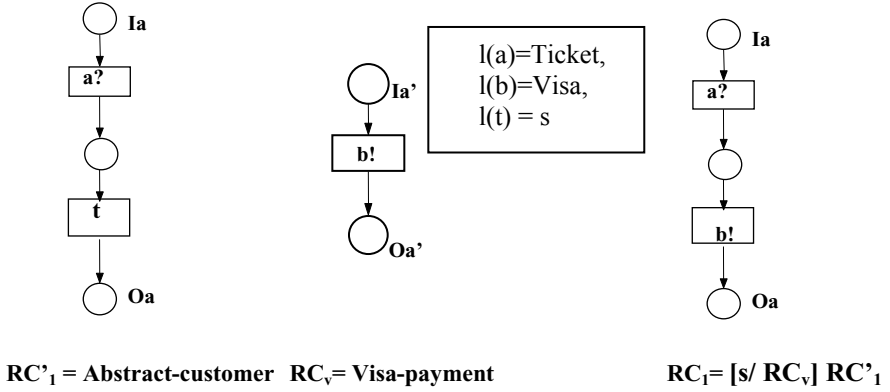 Ia
a?
t
Oa
RC’₁ = Abstract-customer
Ia’
b!
Oa’
RCᵥ= Visa-payment
l(a)=Ticket,
l(b)=Visa,
l(t) = s
Ia
a?
b!
Oa
RC₁= [s/ RCᵥ] RC’₁